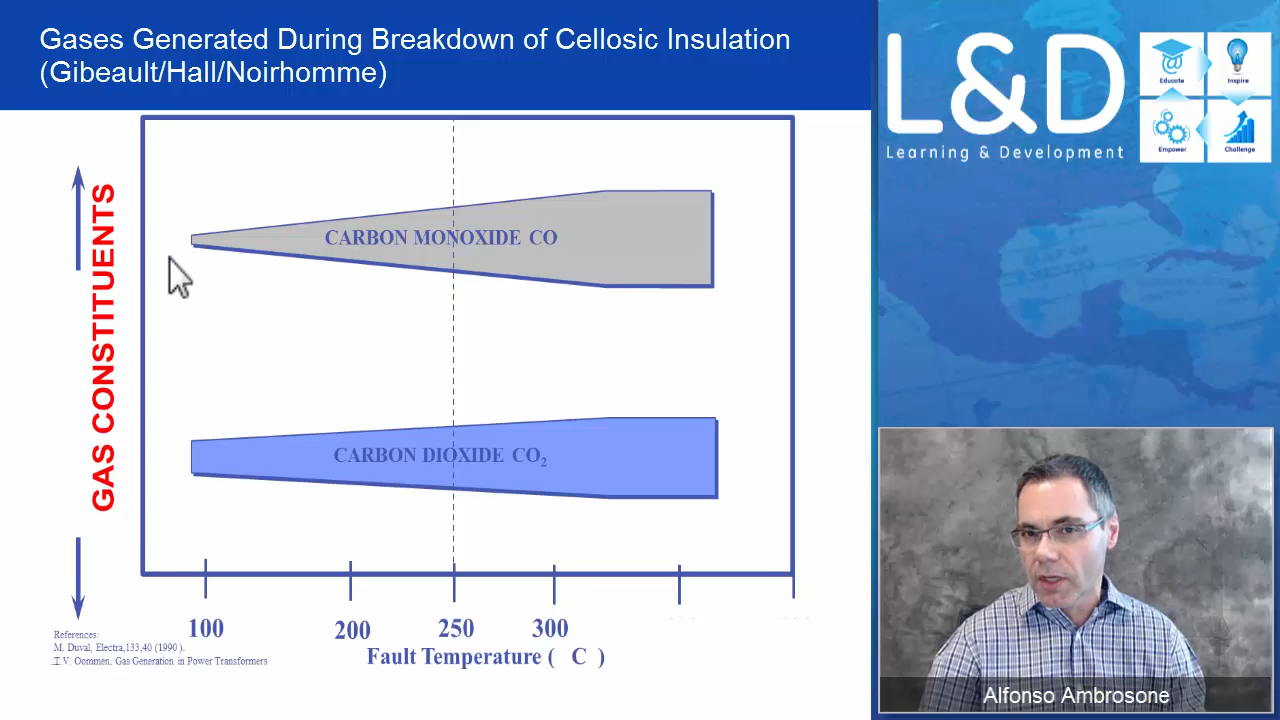 Gases Generated During Breakdown of Cellosic Insulation
(Gibeault/Hall/Noirhomme)
L&D
Learning & Development
Educate
Inspire
Empower
Challenge
GAS CONSTITUENTS
CARBON MONOXIDE CO
CARBON DIOXIDE CO₂
100 200 250 300
Fault Temperature ( C )
References:
M. Duval, Electra,133,40 (1990 ).
T.V. Oommen, Gas Generation in Power Transformers
Alfonso Ambrosone